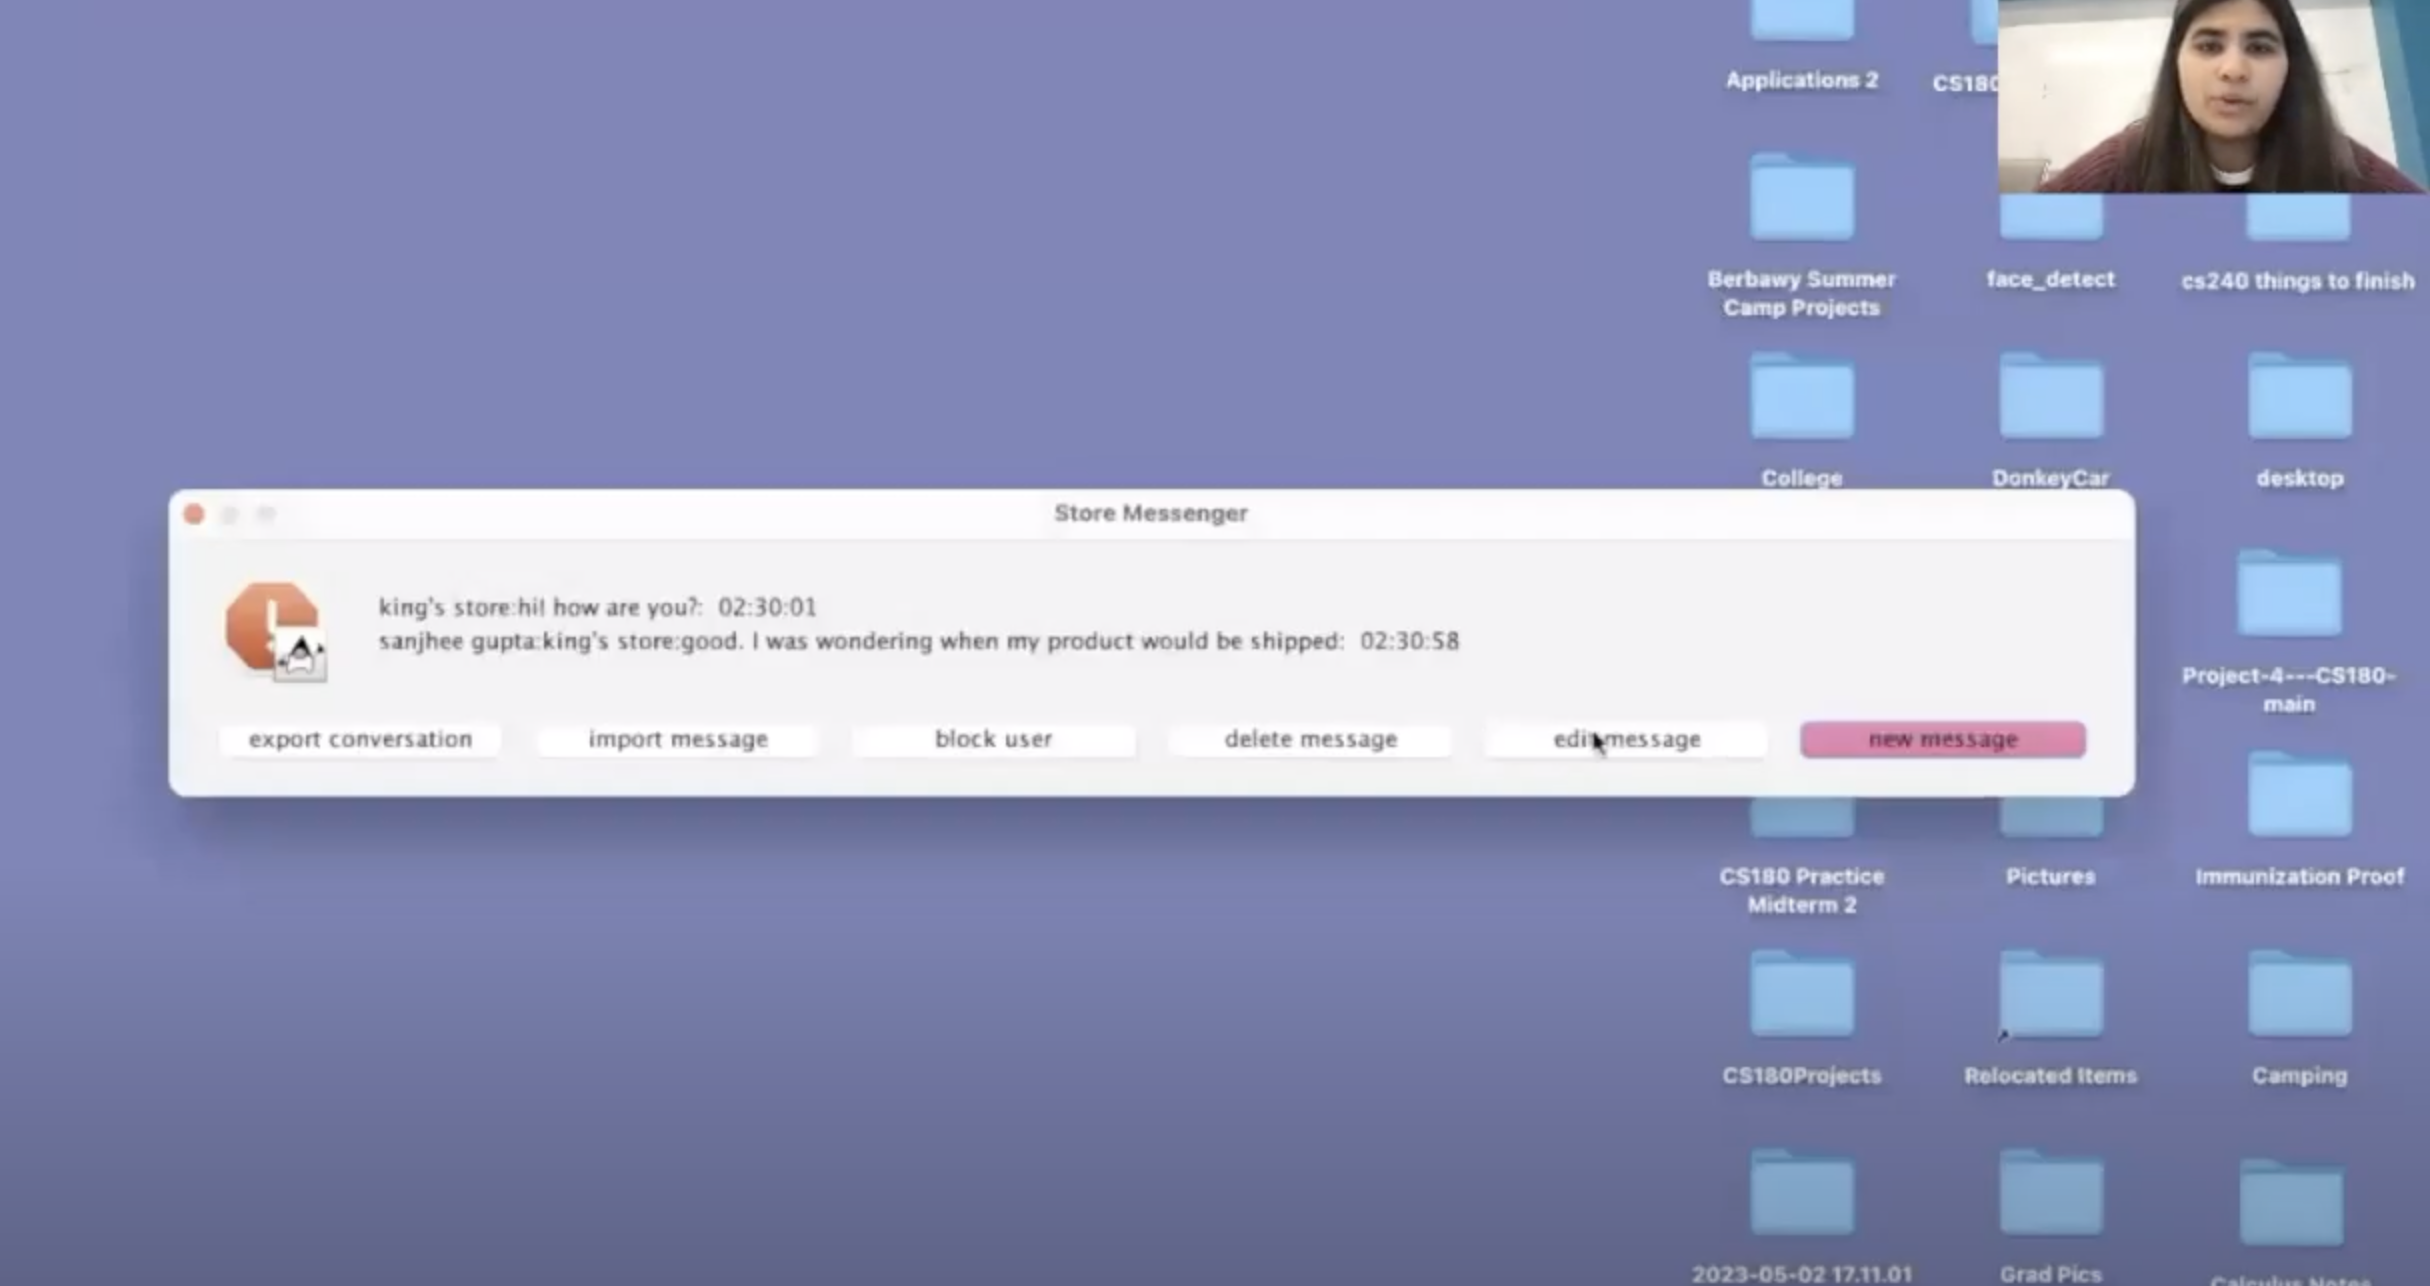 Applications 2
CS180
Berbawy Summer
Camp Projects
face_detect
cs240 things to finish
College
DonkeyCar
desktop
Store Messenger
king's store:hi! how are you?: 02:30:01
sanjhee gupta:king's store:good. I was wondering when my product would be shipped: 02:30:58
export conversation
import message
block user
delete message
edit message
new message
Project-4---CS180-
main
CS180 Practice
Midterm 2
Pictures
Immunization Proof
CS180Projects
Relocated Items
Camping
2023-05-02 17.11.01
Grad Pics
Calculus Notes